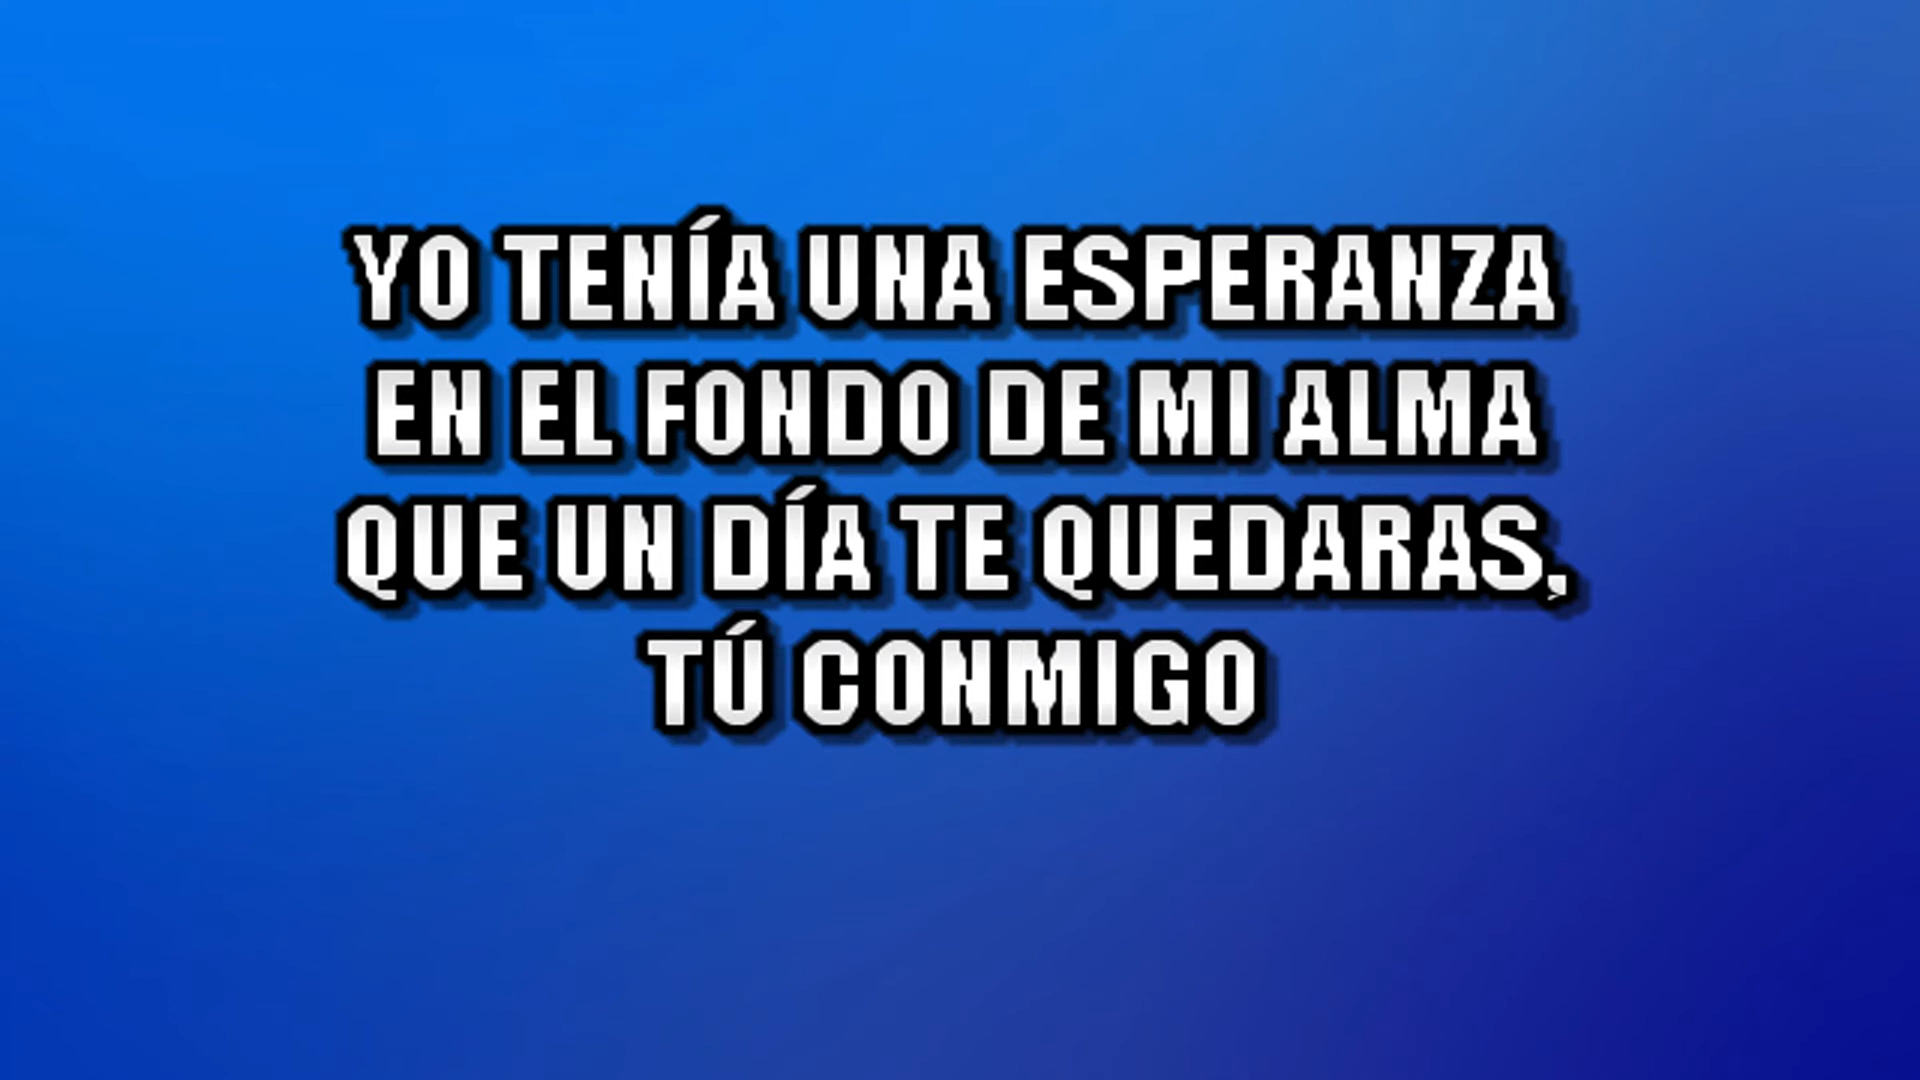 YO TENÍA UNA ESPERANZA
EN EL FONDO DE MI ALMA
QUE UN DÍA TE QUEDARAS,
TÚ CONMIGO